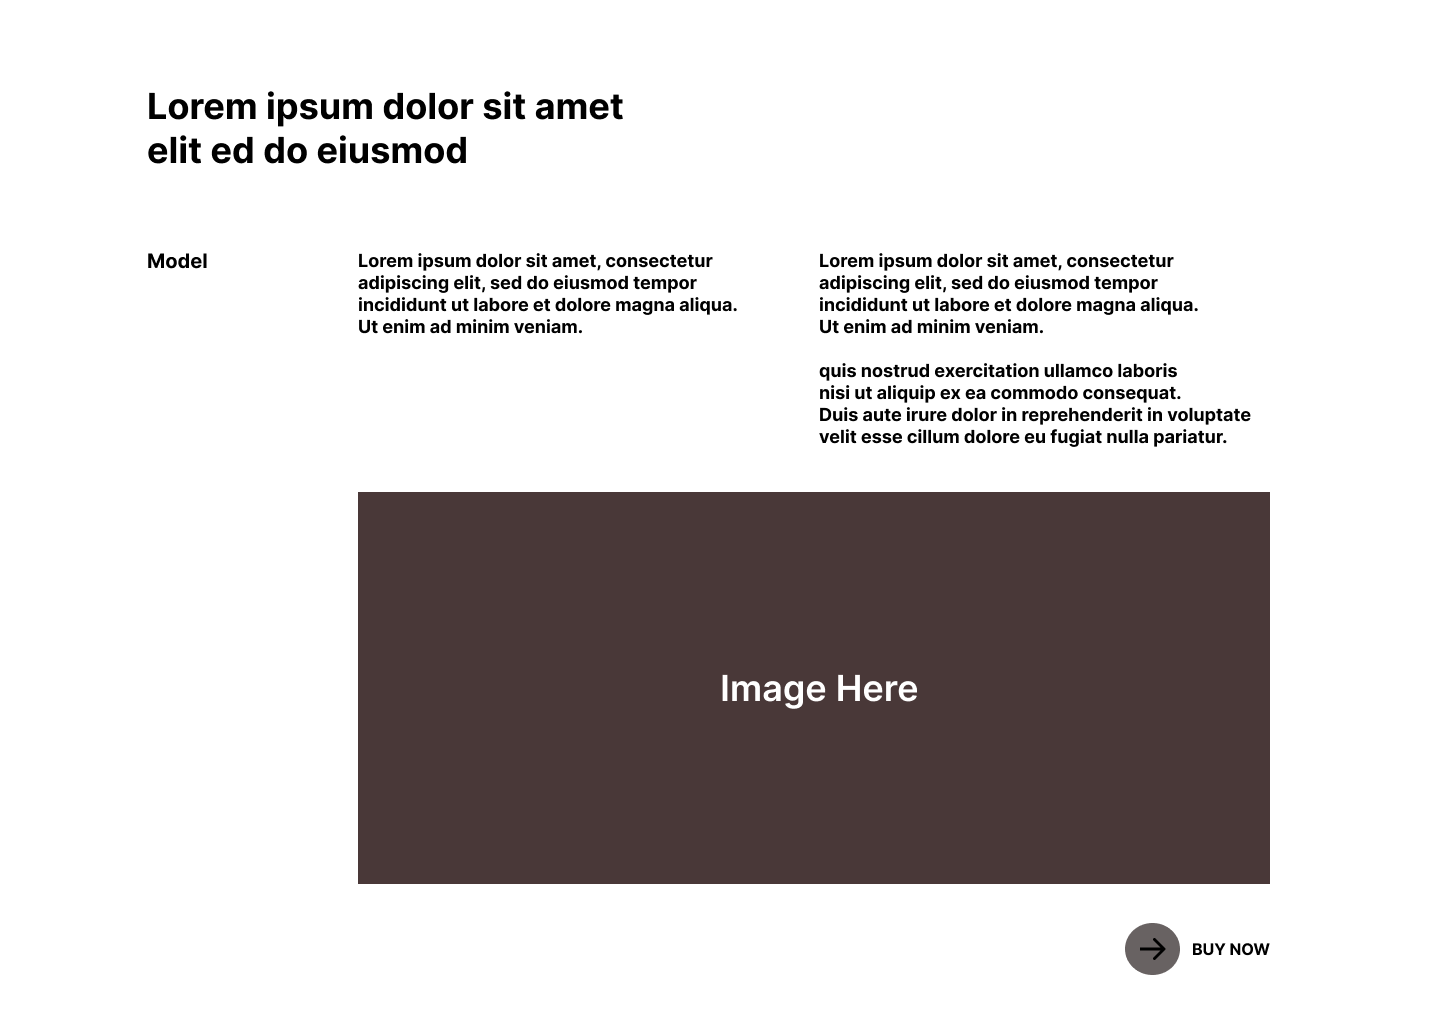 Lorem ipsum dolor sit amet
elit ed do eiusmod
Model
Lorem ipsum dolor sit amet, consectetur
adipiscing elit, sed do eiusmod tempor
incididunt ut labore et dolore magna aliqua.
Ut enim ad minim veniam.
Lorem ipsum dolor sit amet, consectetur
adipiscing elit, sed do eiusmod tempor
incididunt ut labore et dolore magna aliqua.
Ut enim ad minim veniam.
quis nostrud exercitation ullamco laboris
nisi ut aliquip ex ea commodo consequat.
Duis aute irure dolor in reprehenderit in voluptate
velit esse cillum dolore eu fugiat nulla pariatur.
Image Here
BUY NOW